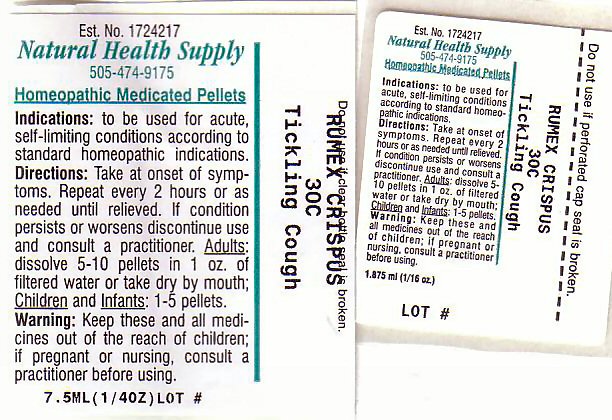 Est. No. 1724217
Natural Health Supply
505-474-9175
Homeopathic Medicated Pellets
Indications: to be used for acute,
self-limiting conditions according to
standard homeopathic indications.
Directions: Take at onset of symp-
toms. Repeat every 2 hours or as
needed until relieved. If condition
persists or worsens discontinue use
and consult a practitioner. Adults:
dissolve 5-10 pellets in 1 oz. of
filtered water or take dry by mouth;
Children and Infants: 1-5 pellets.
Warning: Keep these and all medi-
cines out of the reach of children;
if pregnant or nursing, consult a
practitioner before using.
7.5ML(1/4OZ)LOT #
Do not use if clear bottle seal is broken.
RUMEX CRISPUS
30C
Tickling Cough
Est. No. 1724217
Natural Health Supply
505-474-9175
Homeopathic Medicated Pellets
Indications: to be used for
acute, self-limiting conditions
according to standard homeo-
pathic indications.
Directions: Take at onset of
symptoms. Repeat every 2
hours or as needed until relieved.
If condition persists or worsens
discontinue use and consult a
practitioner. Adults: dissolve 5-
10 pellets in 1 oz. of filtered
water or take dry by mouth;
Children and Infants: 1-5 pellets.
Warning: Keep these and
all medicines out of the reach
of children; if pregnant or
nursing, consult a practitioner
before using.
1.875 ml (1/16 oz.)
LOT #
RUMEX CRISPUS
30C
Tickling Cough
Do not use if perforated cap seal is broken.